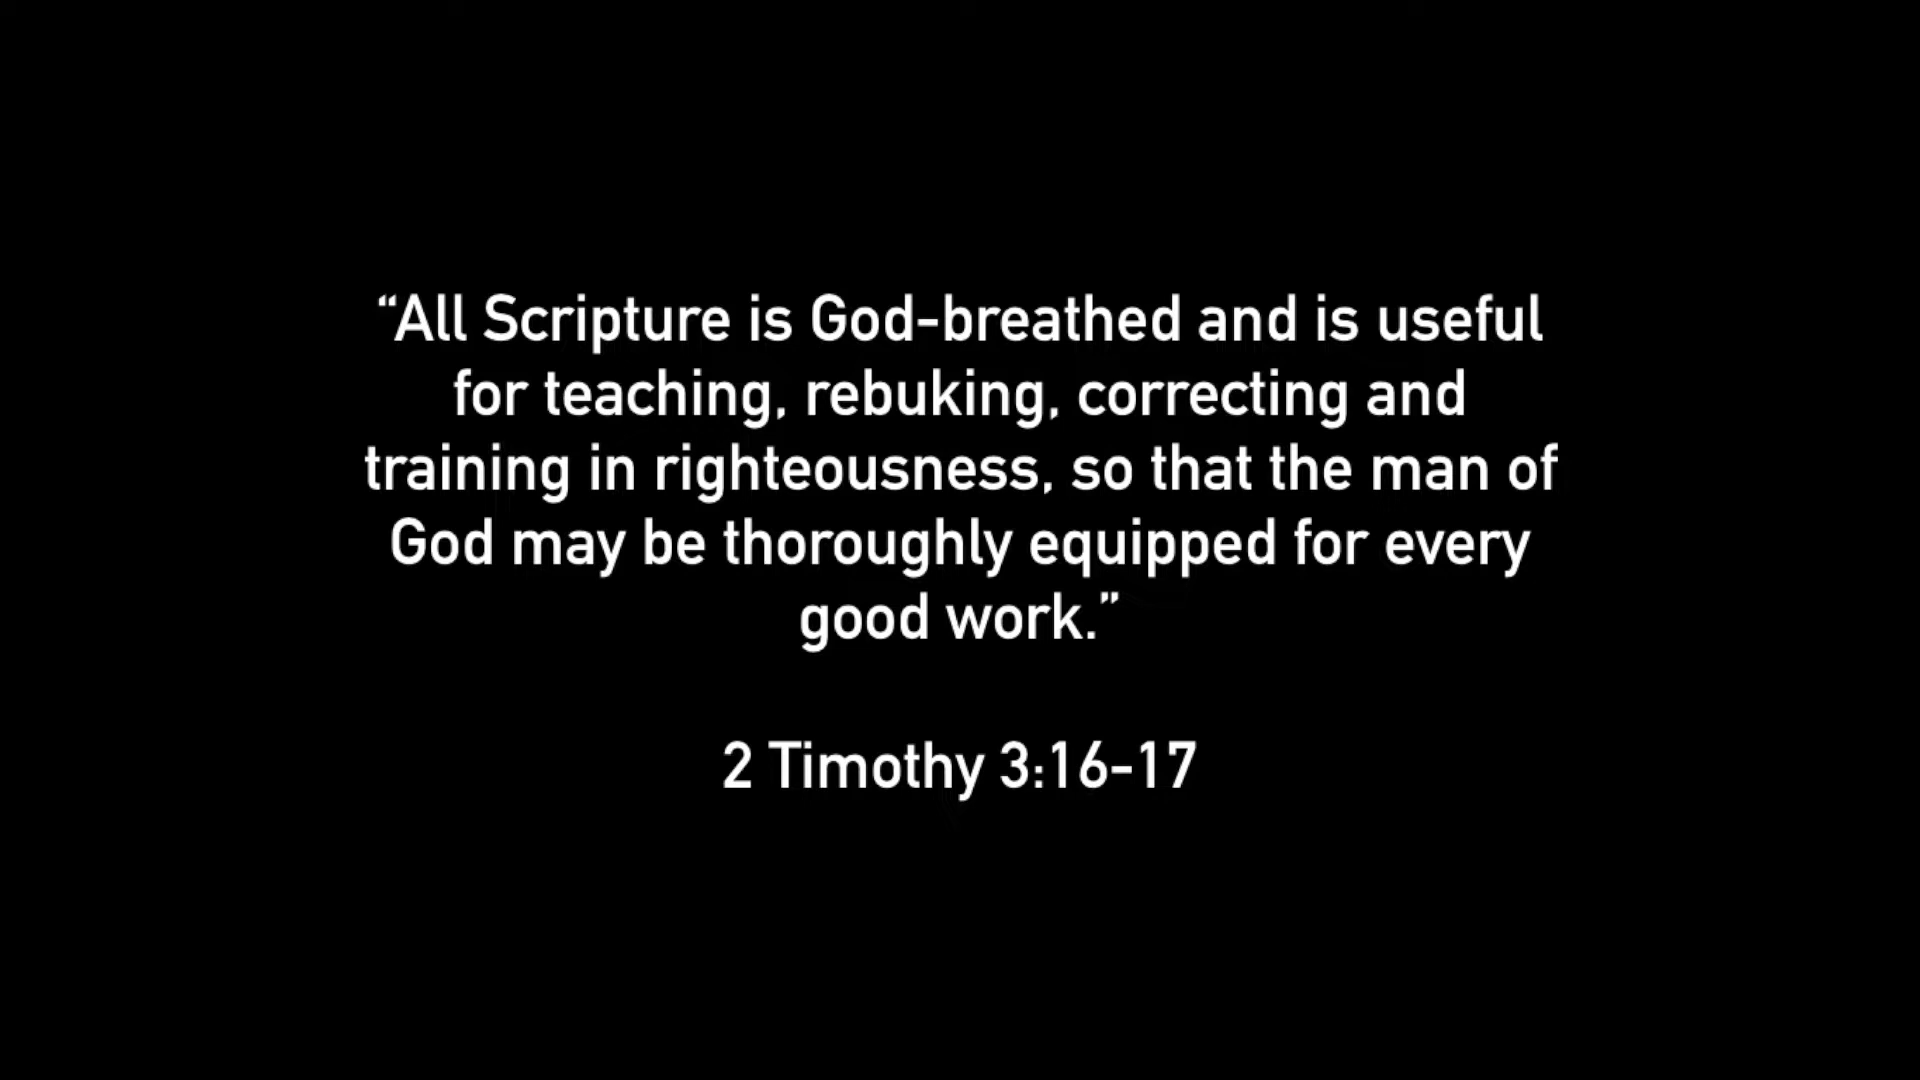 “All Scripture is God-breathed and is useful
for teaching, rebuking, correcting and
training in righteousness, so that the man of
God may be thoroughly equipped for every
good work.”
2 Timothy 3:16-17